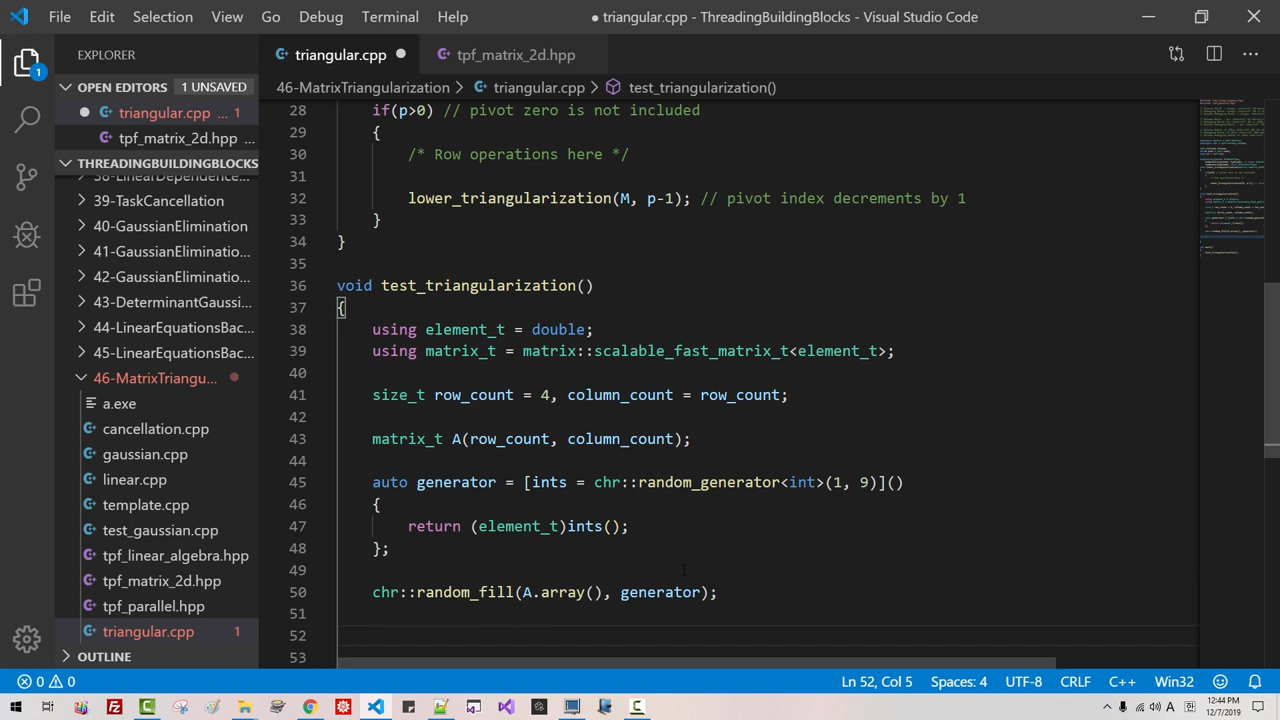 File Edit Selection View Go Debug Terminal Help
● triangular.cpp - ThreadingBuildingBlocks - Visual Studio Code
EXPLORER
OPEN EDITORS 1 UNSAVED
triangular.cpp ... 1
tpf_matrix_2d.hpp ...
THREADINGBUILDINGBLOCKS
38-LinearDependence...
39-TaskCancellation
40-GaussianElimination
41-GaussianEliminatio...
42-GaussianEliminatio...
43-DeterminantGaussi...
44-LinearEquationsBac...
45-LinearEquationsBac...
46-MatrixTriangu...
a.exe
cancellation.cpp
gaussian.cpp
linear.cpp
template.cpp
test_gaussian.cpp
tpf_linear_algebra.hpp
tpf_matrix_2d.hpp
tpf_parallel.hpp
triangular.cpp 1
OUTLINE
triangular.cpp
tpf_matrix_2d.hpp
46-MatrixTriangularization > triangular.cpp > test_triangularization()
28 if(p>0) // pivot zero is not included
29 {
30 /* Row operations here */
31
32 lower_triangularization(M, p-1); // pivot index decrements by 1
33 }
34 }
35
36 void test_triangularization()
37 {
38 using element_t = double;
39 using matrix_t = matrix::scalable_fast_matrix_t<element_t>;
40
41 size_t row_count = 4, column_count = row_count;
42
43 matrix_t A(row_count, column_count);
44
45 auto generator = [ints = chr::random_generator<int>(1, 9)]()
46 {
47 return (element_t)ints();
48 };
49
50 chr::random_fill(A.array(), generator);
51
52
53
1
0 0
Ln 52, Col 5 Spaces: 4 UTF-8 CRLF C++ Win32
12:44 PM
12/7/2019